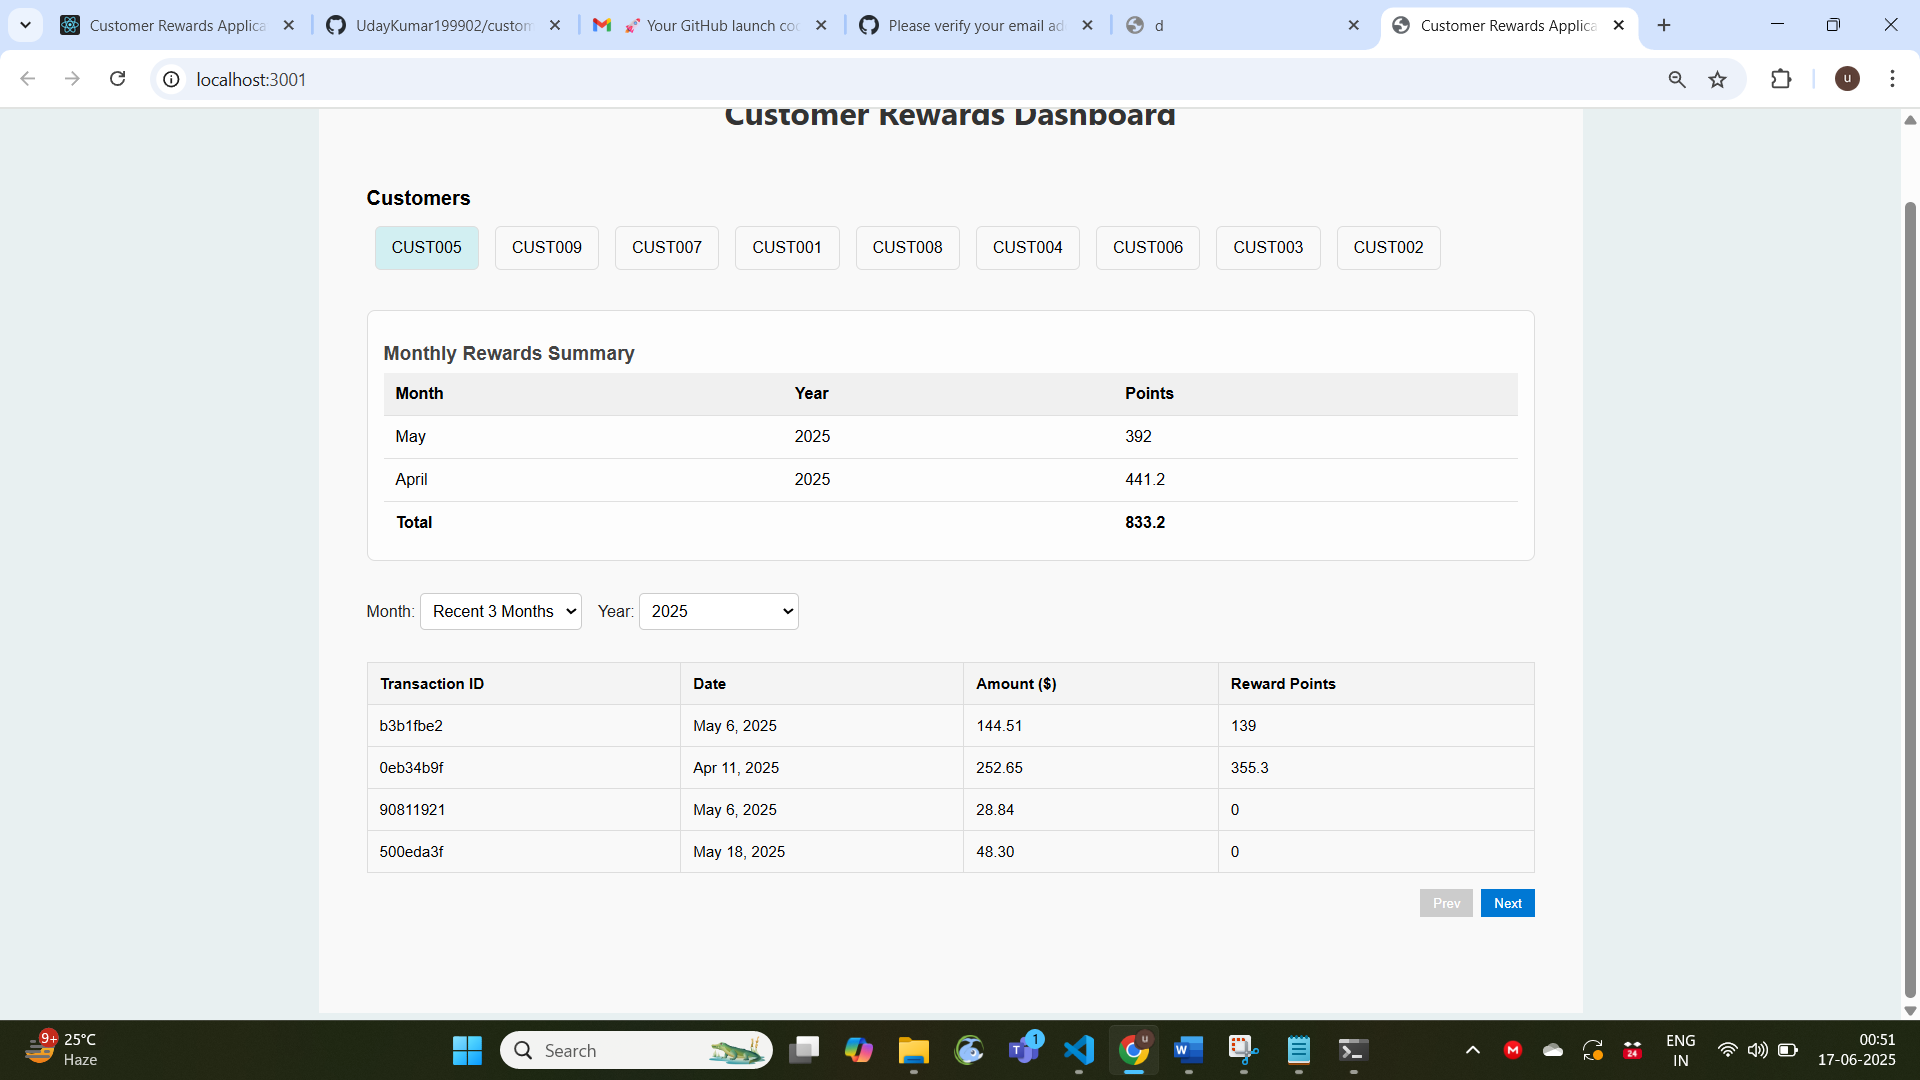 Customer Rewards Applica
UdayKumar199902/custom
🚀 Your GitHub launch coc
Please verify your email ad
d
Customer Rewards Applica
localhost:3001
u
Customer Rewards Dashboard
Customers
CUST005 CUST009 CUST007 CUST001 CUST008 CUST004 CUST006 CUST003 CUST002
Monthly Rewards Summary
Month Year Points
May 2025 392
April 2025 441.2
Total 833.2
Month: Recent 3 Months Year: 2025
Transaction ID Date Amount ($) Reward Points
b3b1fbe2 May 6, 2025 144.51 139
0eb34b9f Apr 11, 2025 252.65 355.3
90811921 May 6, 2025 28.84 0
500eda3f May 18, 2025 48.30 0
Prev Next
9+ 25°C
Haze
Search
1
24
ENG
IN
00:51
17-06-2025